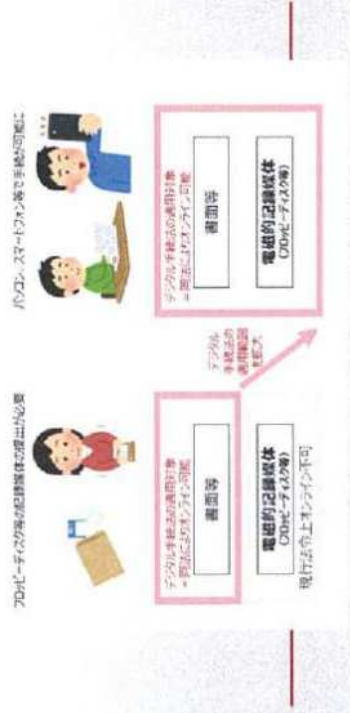 フロッピーディスク等の記録媒体の提出が必要
デジタル手続法の適用対象
=同法によりオンライン可能
書面等
電磁的記録媒体
(フロッピーディスク等)
現行法令上オンライン不可
デジタル
手続法の
適用範囲
を拡大
パソコン、スマートフォン等で手続が可能に
デジタル手続法の適用対象
=同法によりオンライン可能
書面等
電磁的記録媒体
(フロッピーディスク等)